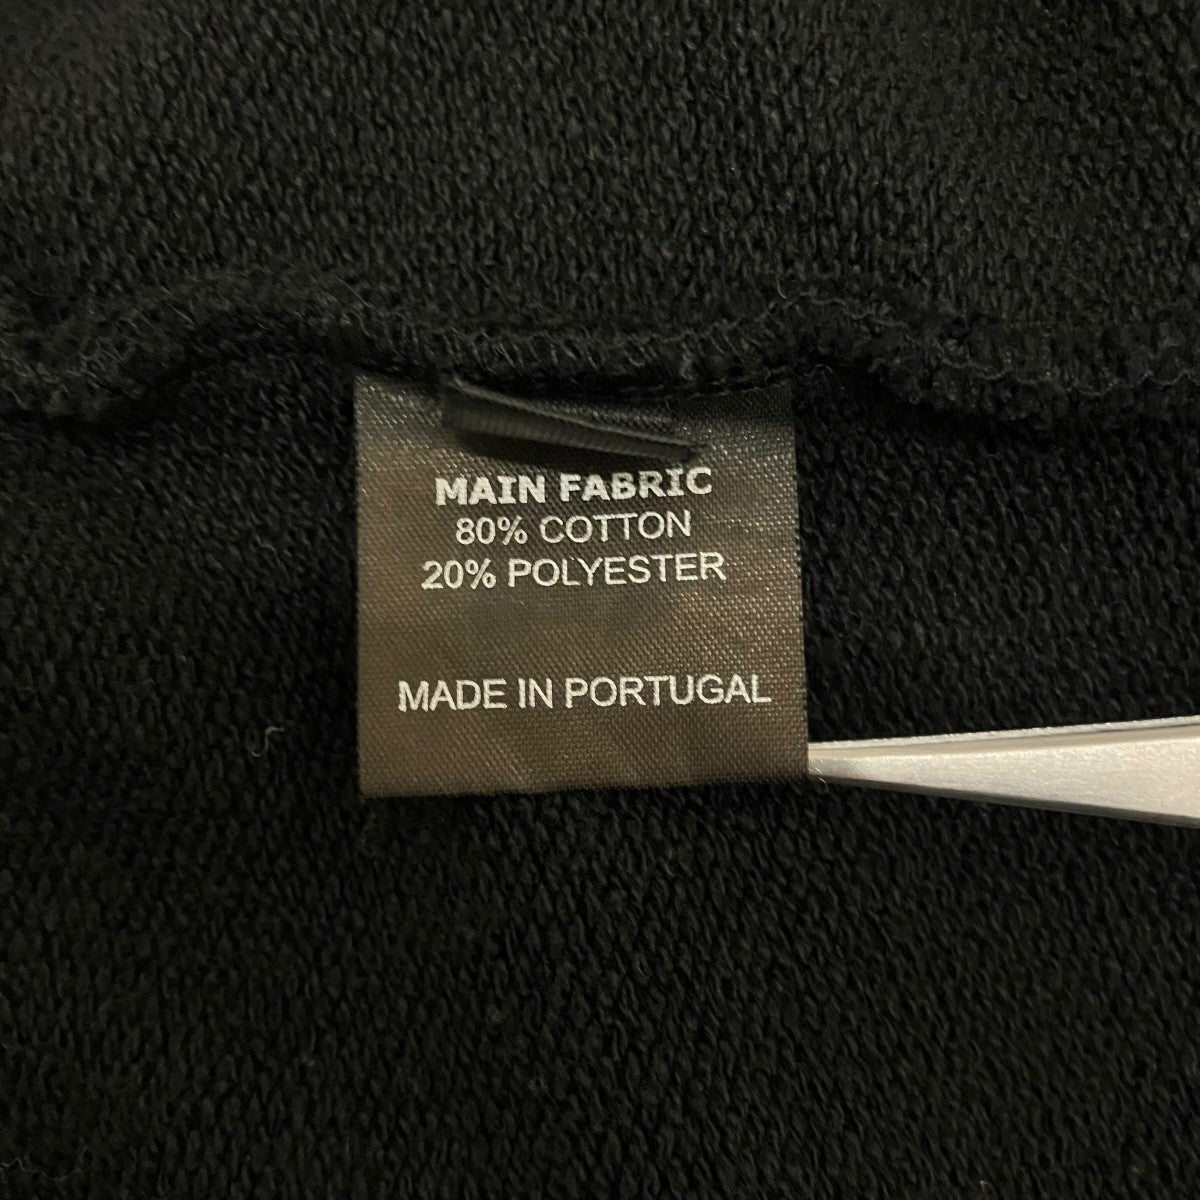 MAIN FABRIC
80% COTTON
20% POLYESTER
MADE IN PORTUGAL